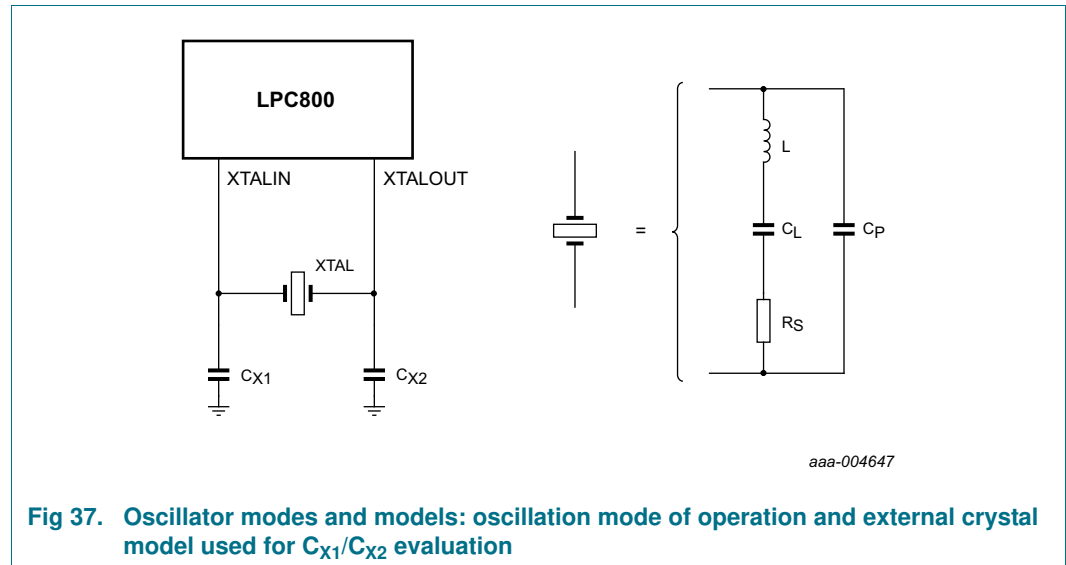 LPC800
XTALIN
XTALOUT
XTAL
CX1
CX2
=
L
CL
CP
RS
aaa-004647
Fig 37. Oscillator modes and models: oscillation mode of operation and external crystal
model used for CX1/CX2 evaluation